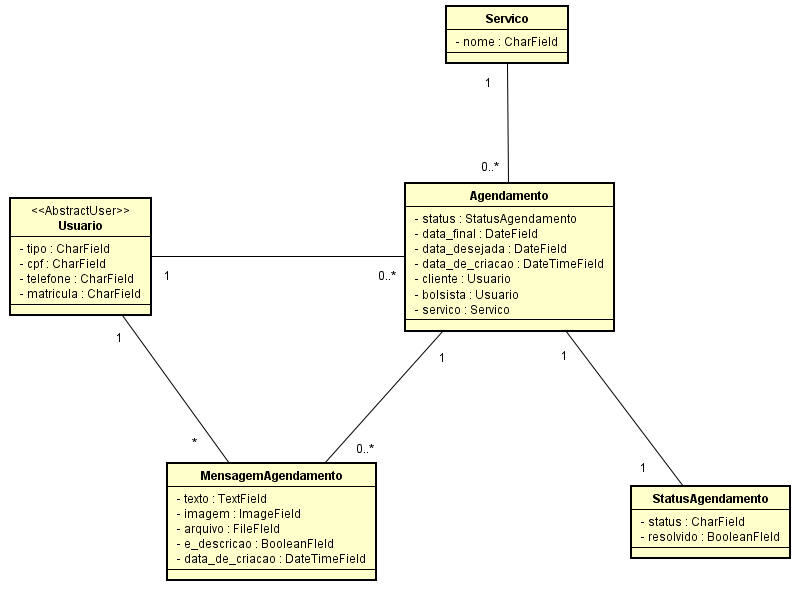 Servico
- nome : CharField
1
0..*
Agendamento
- status : StatusAgendamento
- data_final : DateField
- data_desejada : DateField
- data_de_criacao : DateTimeField
- cliente : Usuario
- bolsista : Usuario
- servico : Servico
<<AbstractUser>>
Usuario
- tipo : CharField
- cpf : CharField
- telefone : CharField
- matricula : CharField
1
0..*
1
*
1
0..*
1
1
MensagemAgendamento
- texto : TextField
- imagem : ImageField
- arquivo : FileFIeld
- e_descricao : BooleanFIeld
- data_de_criacao : DateTimeField
StatusAgendamento
- status : CharField
- resolvido : BooleanFIeld